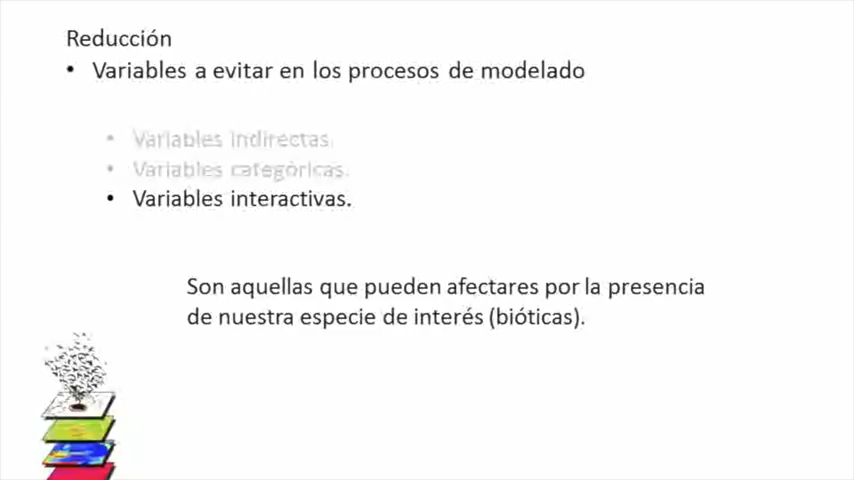 Reducción
• Variables a evitar en los procesos de modelado
• Variables indirectas.
• Variables categóricas.
• Variables interactivas.
Son aquellas que pueden afectares por la presencia
de nuestra especie de interés (bióticas).